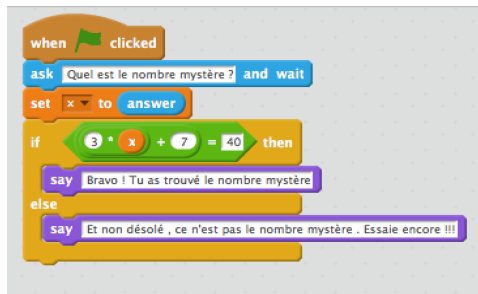 when clicked
ask Quel est le nombre mystère ? and wait
set x to answer
if 3 * x + 7 = 40 then
say Bravo ! Tu as trouvé le nombre mystère
else
say Et non désolé , ce n'est pas le nombre mystère . Essaie encore !!!